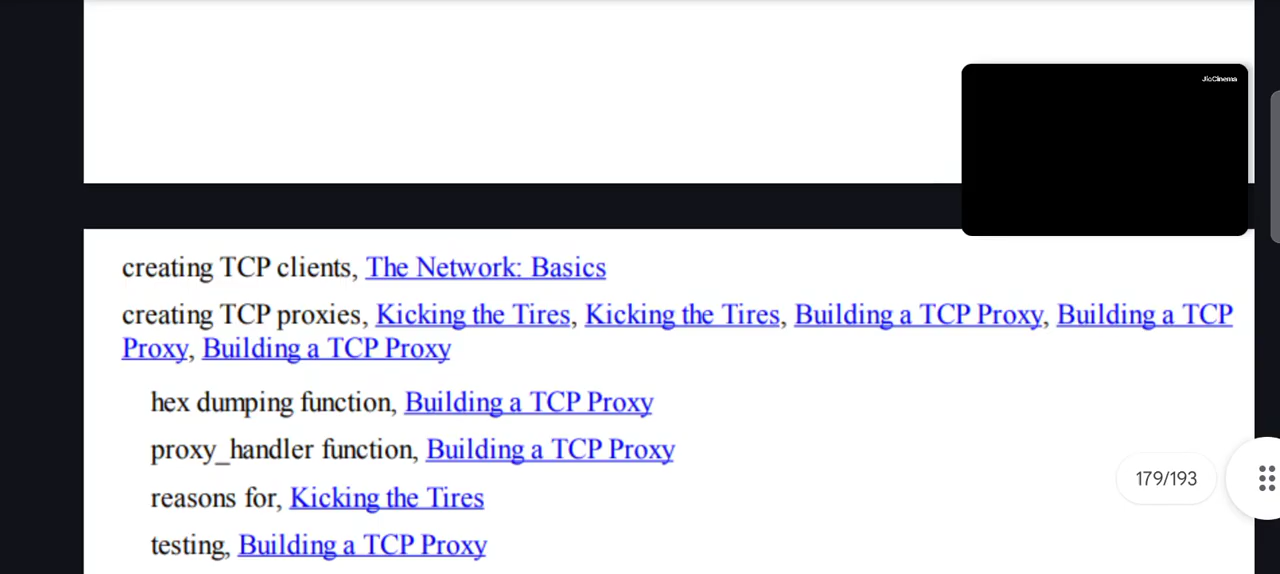 JioCinema
creating TCP clients, The Network: Basics
creating TCP proxies, Kicking the Tires, Kicking the Tires, Building a TCP Proxy, Building a TCP
Proxy, Building a TCP Proxy
hex dumping function, Building a TCP Proxy
proxy_handler function, Building a TCP Proxy
reasons for, Kicking the Tires
179/193
testing, Building a TCP Proxy